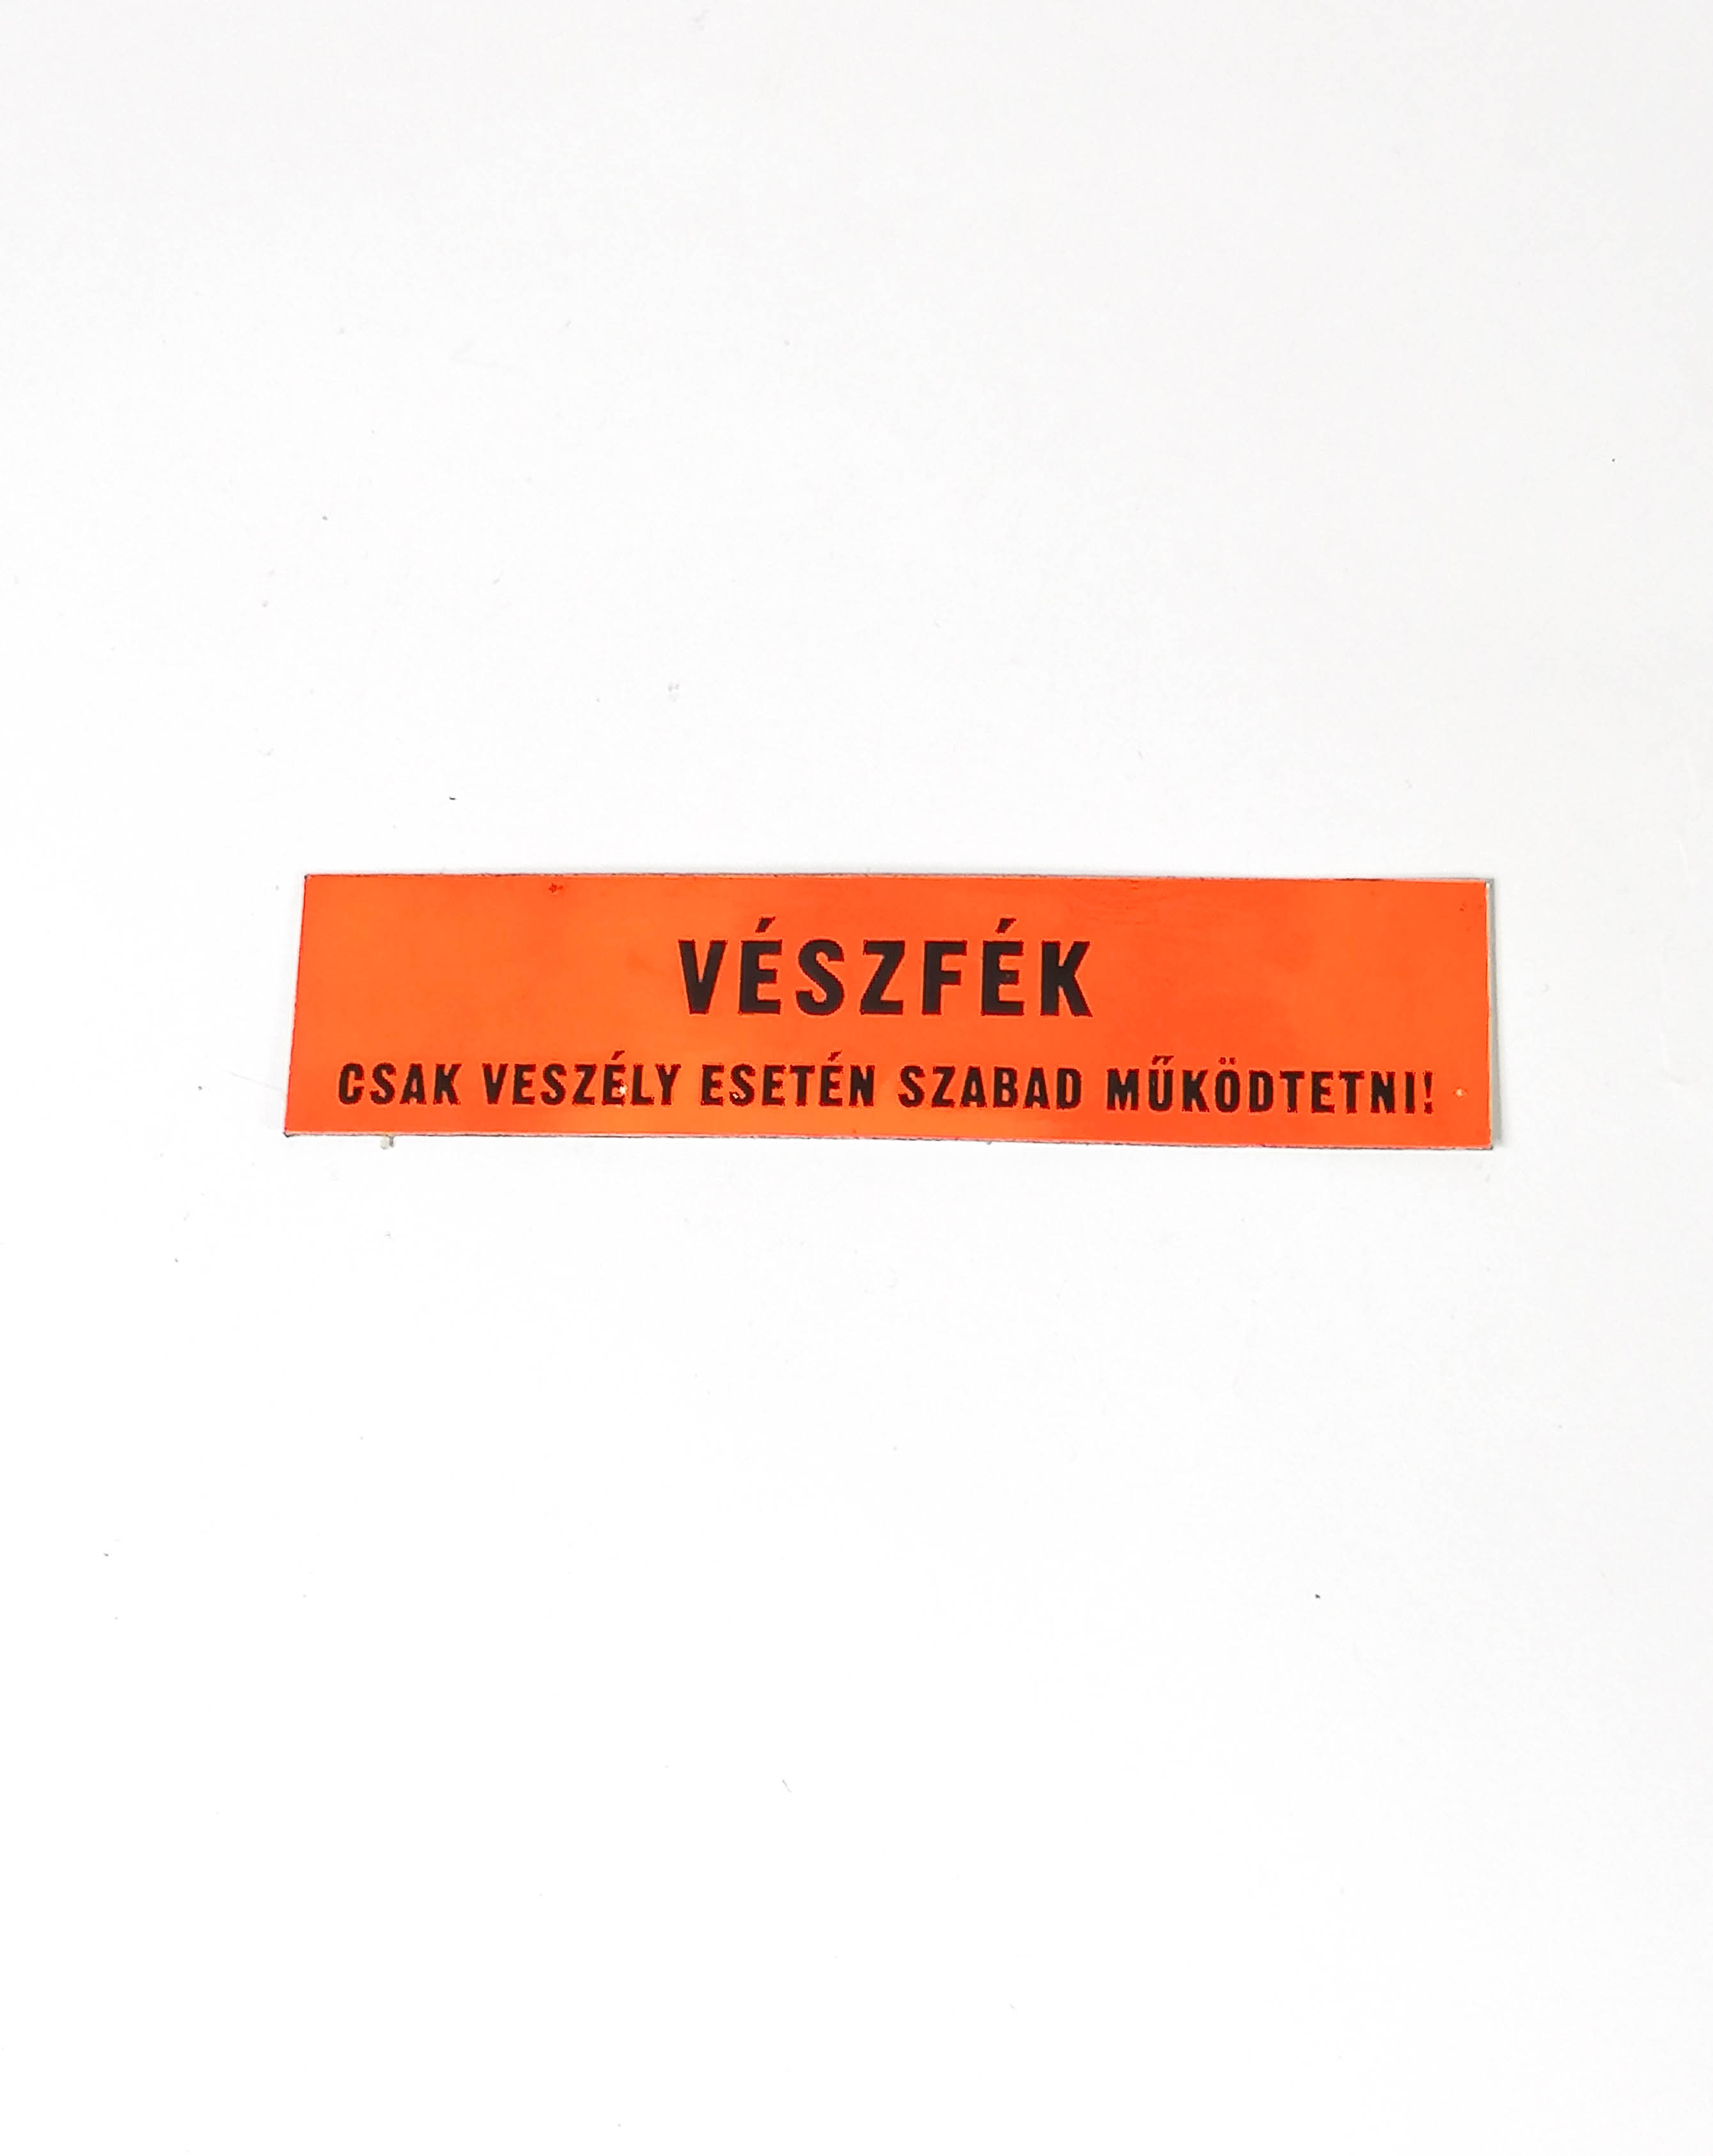 VÉSZFÉK
CSAK VESZÉLY ESETÉN SZABAD MŰKÖDTETNI!